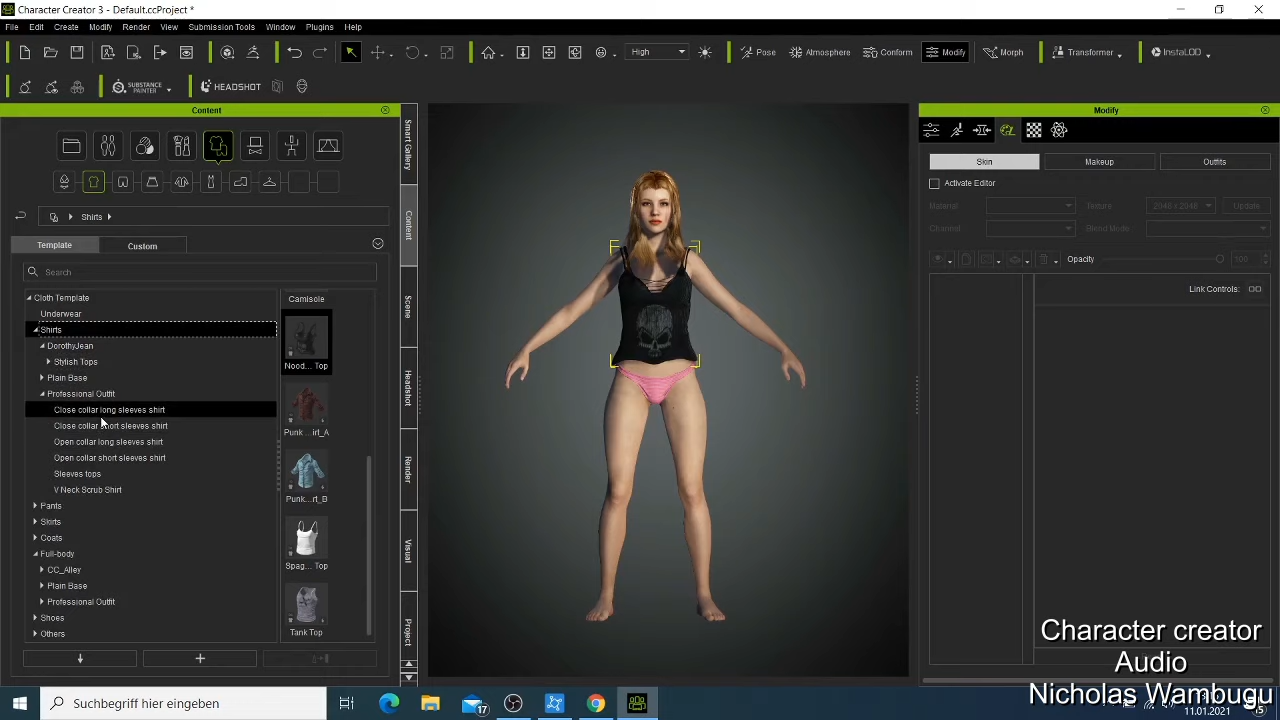 Character Creator 3 - Default.ccProject *
File Edit Create Modify Render View Submission Tools Window Plugins Help
High Pose Atmosphere Conform Modify Morph Transformer InstaLOD
SUBSTANCE PAINTER HEADSHOT
Content
Shirts
Template Custom
Search
Cloth Template
Underwear
Shirts
DorothyJean
Stylish Tops
Plain Base
Professional Outfit
Close collar long sleeves shirt
Close collar short sleeves shirt
Open collar long sleeves shirt
Open collar short sleeves shirt
Sleeves tops
V Neck Scrub Shirt
Pants
Skirts
Coats
Full-body
CC_Alley
Plain Base
Professional Outfit
Shoes
Others
Camisole
Nood... Top
Punk ...irt_A
Punk...rt_B
Spag... Top
Tank Top
Smart Gallery
Content
Scene
Headshot
Render
Visual
Project
Modify
Skin Makeup Outfits
Activate Editor
Material Texture 2048 x 2048 Update
Channel Blend Mode
Opacity 100
Link Controls:
Character creator
Audio
Nicholas Wambugu
Suchbegriff hier eingeben
17
11.01.2021